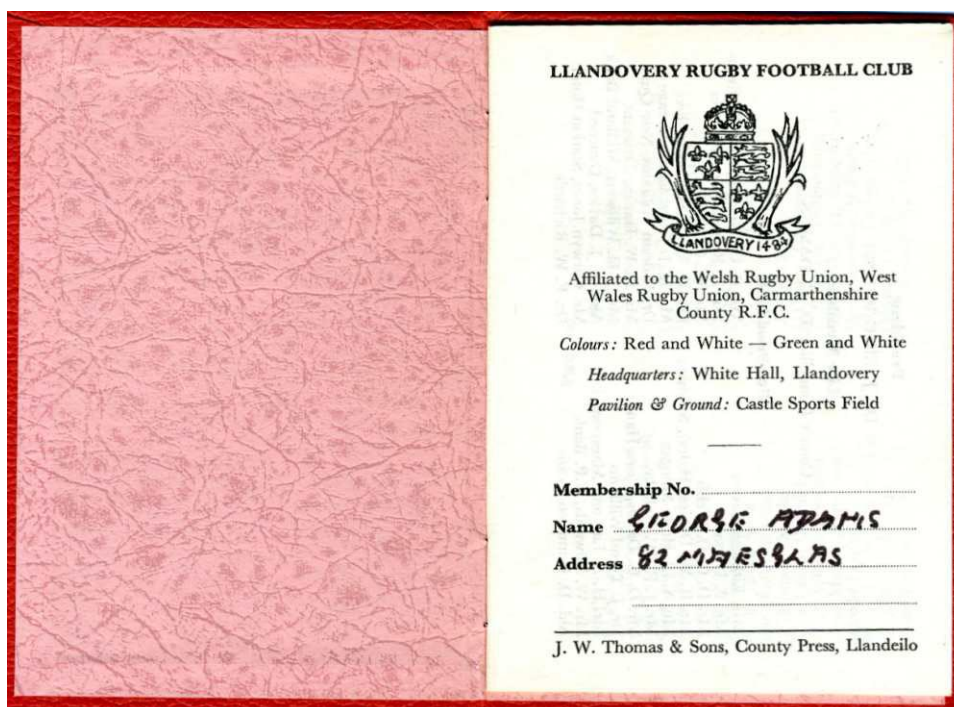 LLANDOVERY RUGBY FOOTBALL CLUB
LLANDOVERY 1484
Affiliated to the Welsh Rugby Union, West
Wales Rugby Union, Carmarthenshire
County R.F.C.
Colours: Red and White — Green and White
Headquarters: White Hall, Llandovery
Pavilion & Ground: Castle Sports Field
Membership No.
Name GEORGE ADAMS
Address 82 MAESGLAS
J. W. Thomas & Sons, County Press, Llandeilo